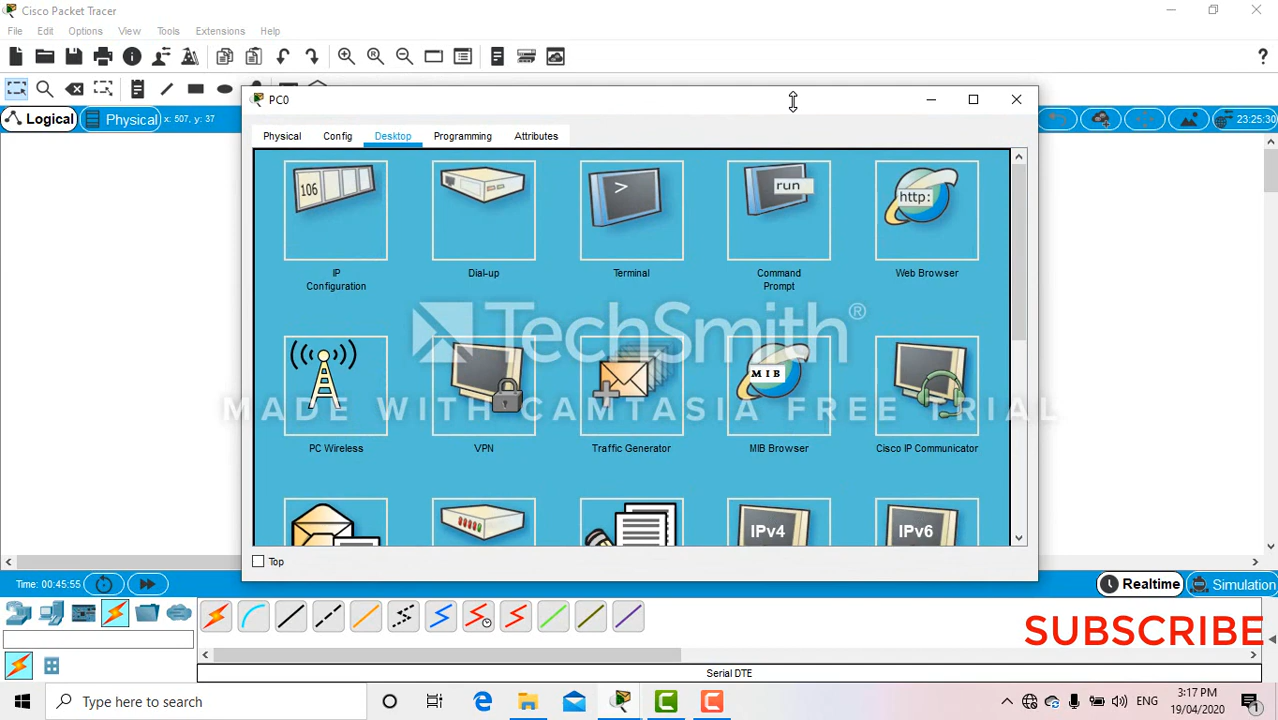 Cisco Packet Tracer
File Edit Options View Tools Extensions Help
Logical Physical x: 507, y: 37
23:25:30
PC0
Physical Config Desktop Programming Attributes
106
>
run
http:
IP Configuration
Dial-up
Terminal
Command Prompt
Web Browser
TechSmith®
MADE WITH CAMTASIA FREE TRIAL
MIB
PC Wireless
VPN
Traffic Generator
MIB Browser
Cisco IP Communicator
IPv4
IPv6
Top
Time: 00:45:55
Realtime Simulation
SUBSCRIBE
Serial DTE
Type here to search
ENG
3:17 PM
19/04/2020
1